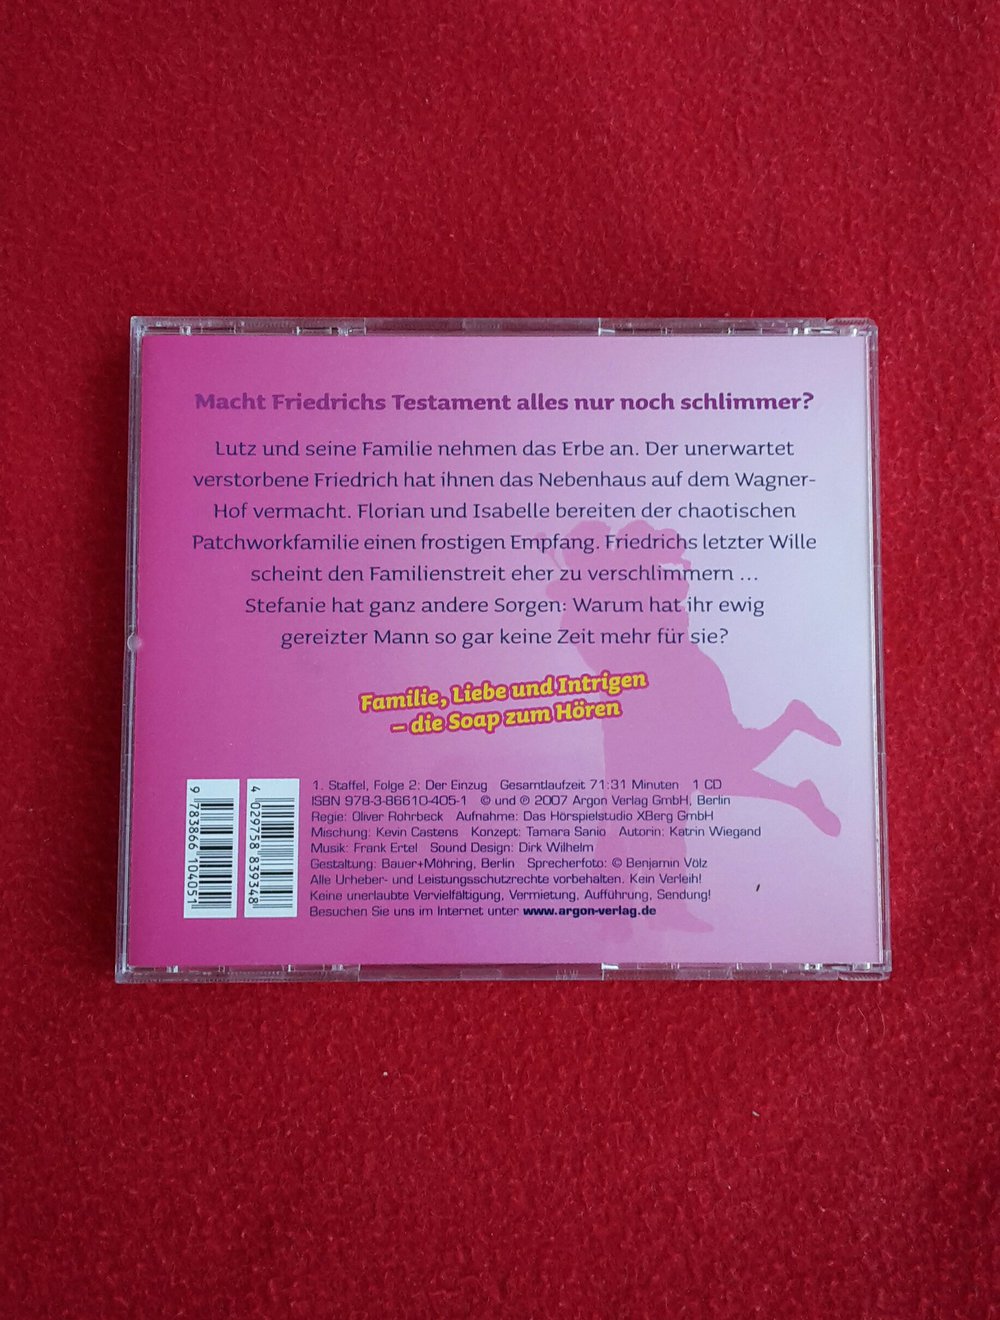 Macht Friedrichs Testament alles nur noch schlimmer?
Lutz und seine Familie nehmen das Erbe an. Der unerwartet
verstorbene Friedrich hat ihnen das Nebenhaus auf dem Wagner-
Hof vermacht. Florian und Isabelle bereiten der chaotischen
Patchworkfamilie einen frostigen Empfang. Friedrichs letzter Wille
scheint den Familienstreit eher zu verschlimmern ...
Stefanie hat ganz andere Sorgen: Warum hat ihr ewig
gereizter Mann so gar keine Zeit mehr für sie?
Familie, Liebe und Intrigen
– die Soap zum Hören
9 783866 104051
4 029758 839348
1. Staffel, Folge 2: Der Einzug Gesamtlaufzeit 71:31 Minuten 1 CD
ISBN 978-3-86610-405-1 © und ℗ 2007 Argon Verlag GmbH, Berlin
Regie: Oliver Rohrbeck Aufnahme: Das Hörspielstudio XBerg GmbH
Mischung: Kevin Castens Konzept: Tamara Sanio Autorin: Katrin Wiegand
Musik: Frank Ertel Sound Design: Dirk Wilhelm
Gestaltung: Bauer+Möhring, Berlin Sprecherfoto: © Benjamin Völz
Alle Urheber- und Leistungsschutzrechte vorbehalten. Kein Verleih!
Keine unerlaubte Vervielfältigung, Vermietung, Aufführung, Sendung!
Besuchen Sie uns im Internet unter www.argon-verlag.de